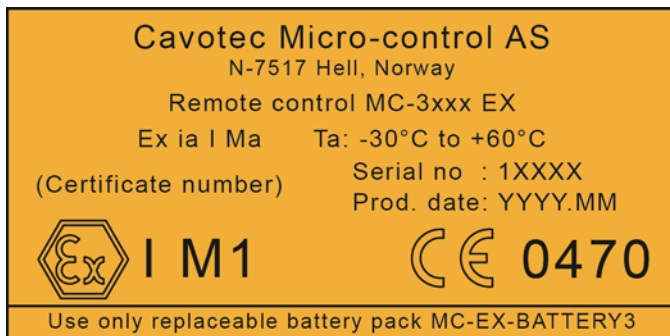 Cavotec Micro-control AS
N-7517 Hell, Norway
Remote control MC-3xxx EX
Ex ia I Ma Ta: -30°C to +60°C
(Certificate number)
Serial no : 1XXXX
Prod. date: YYYY.MM
Ex I M1 CE 0470
Use only replaceable battery pack MC-EX-BATTERY3